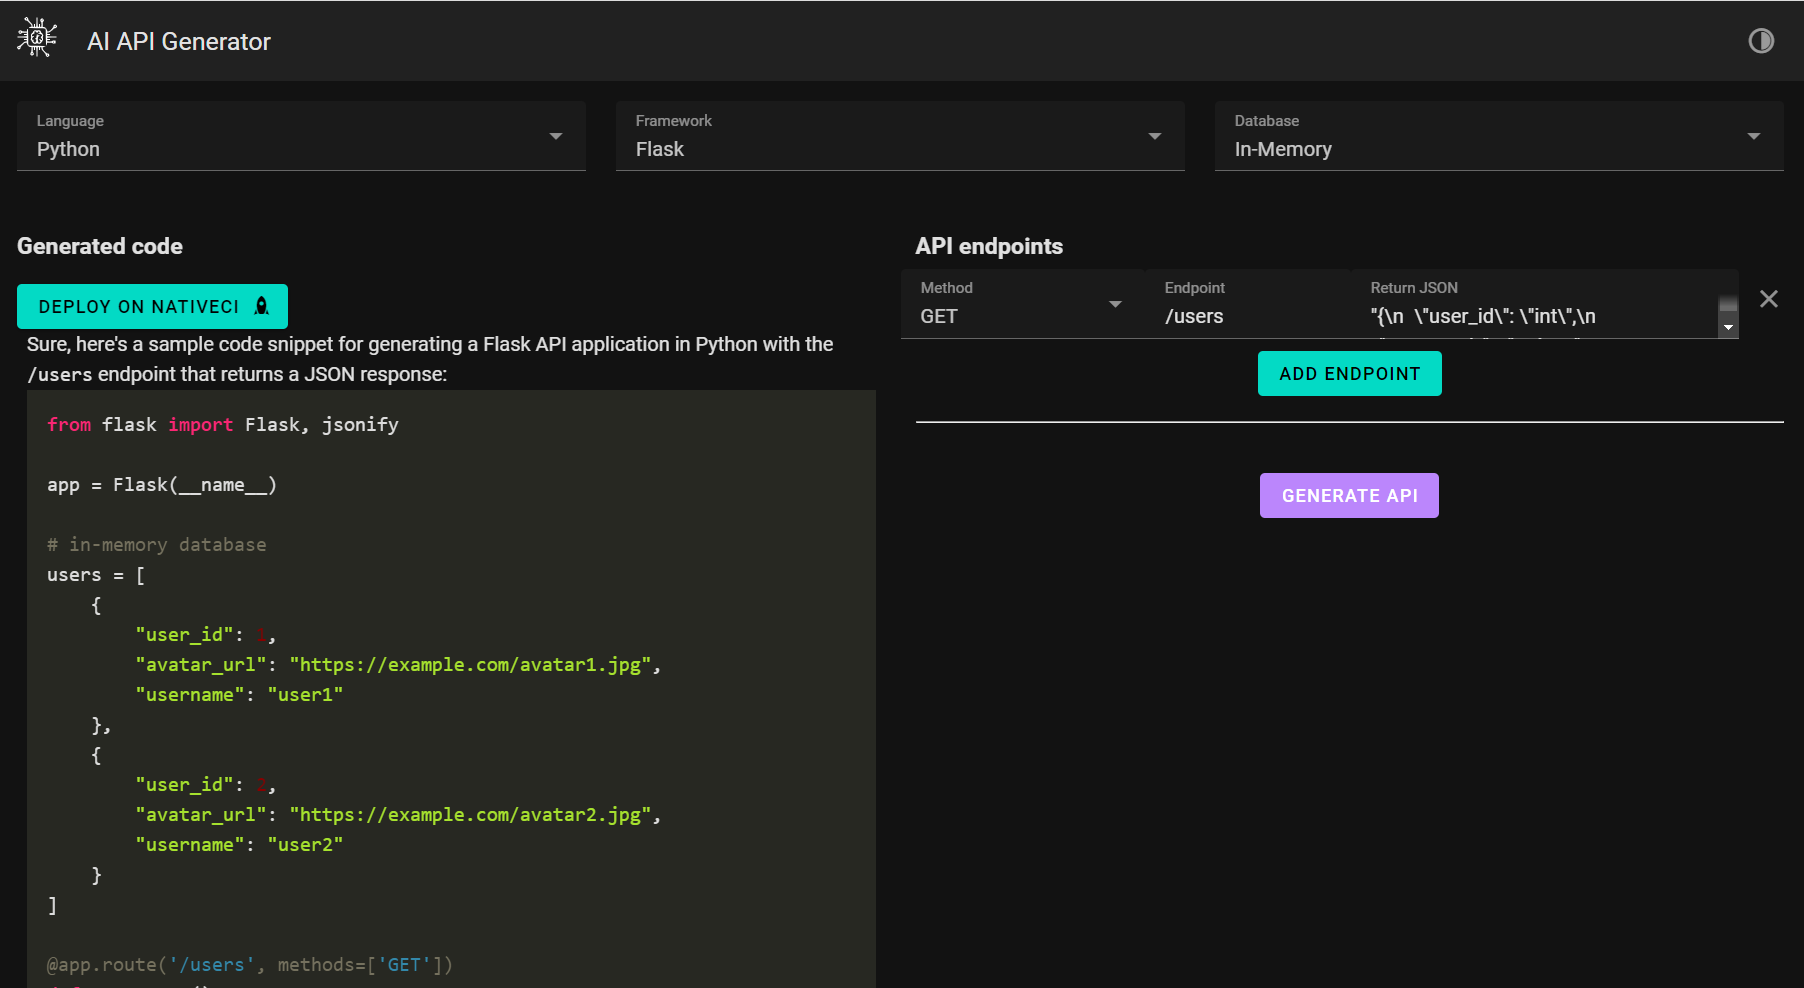 AI API Generator
Language
Python
Framework
Flask
Database
In-Memory
Generated code
DEPLOY ON NATIVECI
Sure, here's a sample code snippet for generating a Flask API application in Python with the
/users endpoint that returns a JSON response:
from flask import Flask, jsonify
app = Flask(__name__)
# in-memory database
users = [
{
"user_id": 1,
"avatar_url": "https://example.com/avatar1.jpg",
"username": "user1"
},
{
"user_id": 2,
"avatar_url": "https://example.com/avatar2.jpg",
"username": "user2"
}
]
@app.route('/users', methods=['GET'])
API endpoints
Method
GET
Endpoint
/users
Return JSON
"{\n  \"user_id\": \"int\",\n
ADD ENDPOINT
GENERATE API